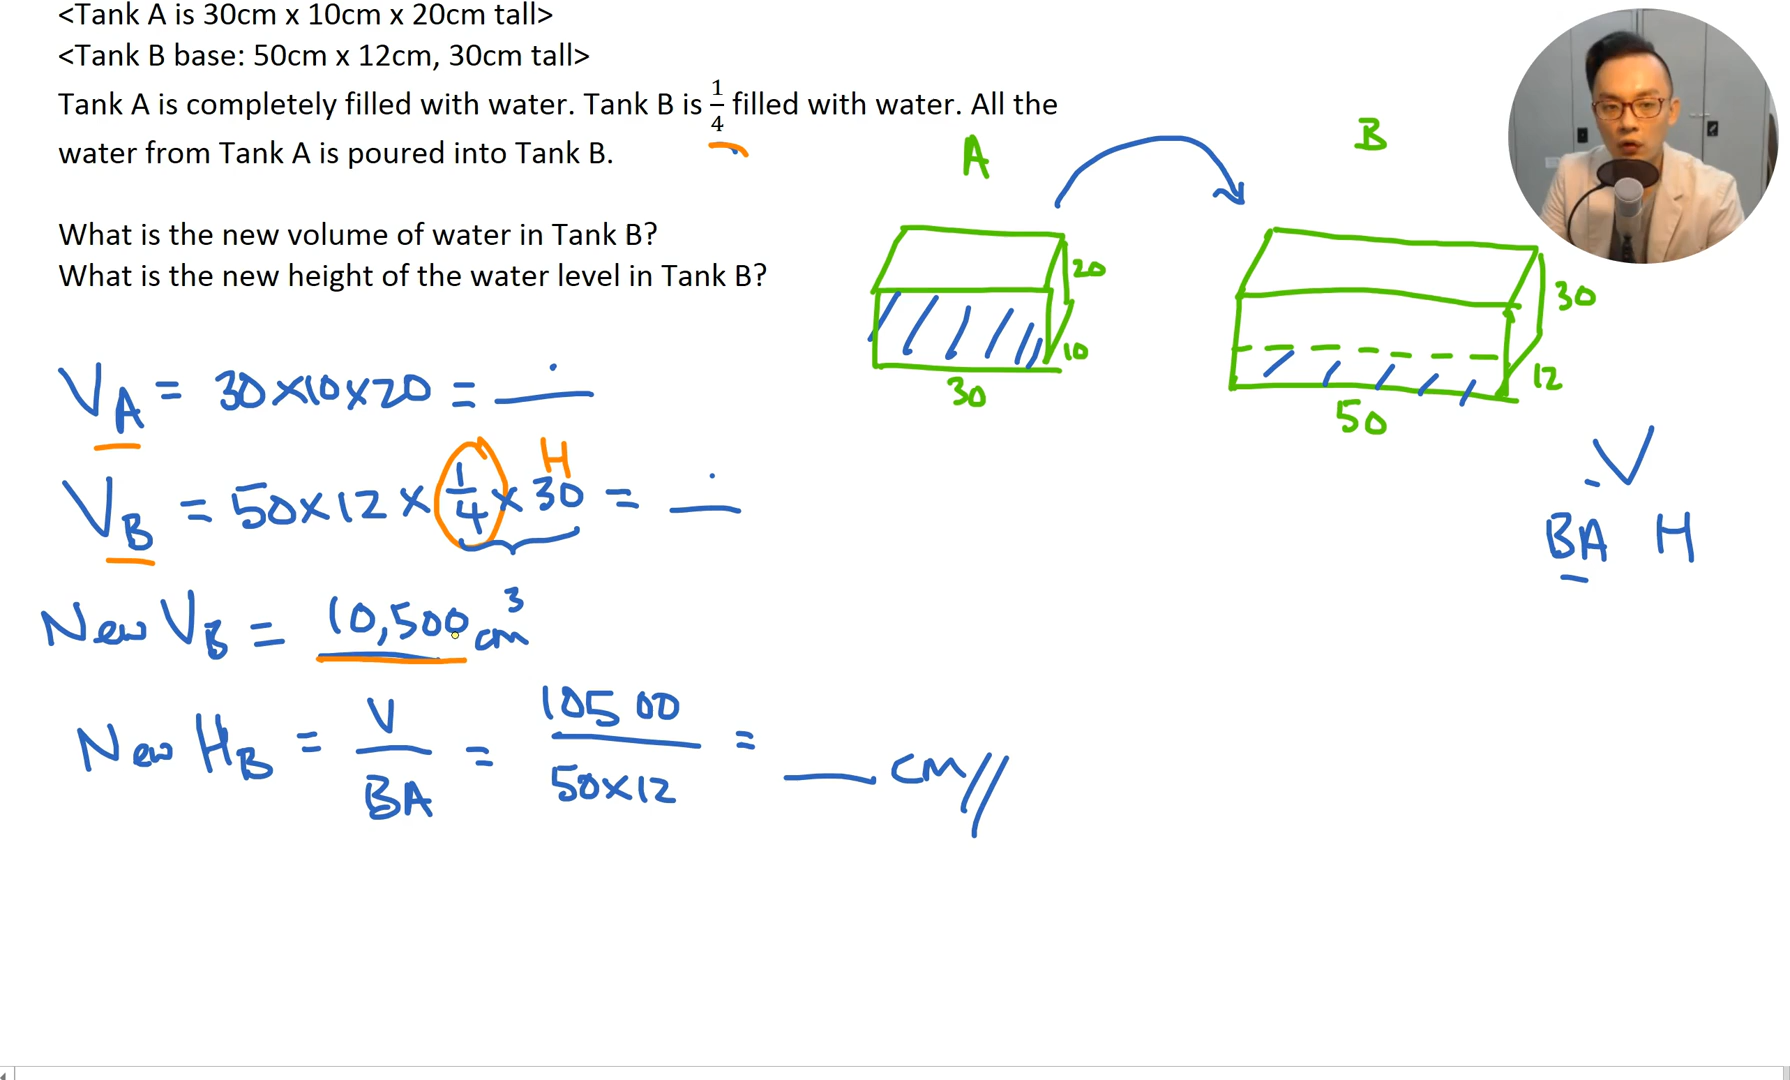 <Tank A is 30cm x 10cm x 20cm tall>
<Tank B base: 50cm x 12cm, 30cm tall>
Tank A is completely filled with water. Tank B is 1/4 filled with water. All the
water from Tank A is poured into Tank B.
What is the new volume of water in Tank B?
What is the new height of the water level in Tank B?
A
20
10
30
B
30
12
50
V_A = 30×10×20 =
H
V_B = 50×12×1/4×30 =
New V_B = 10,500 cm³
New H_B = V/BA = 10500/50×12 = ___ cm//
V
BA H